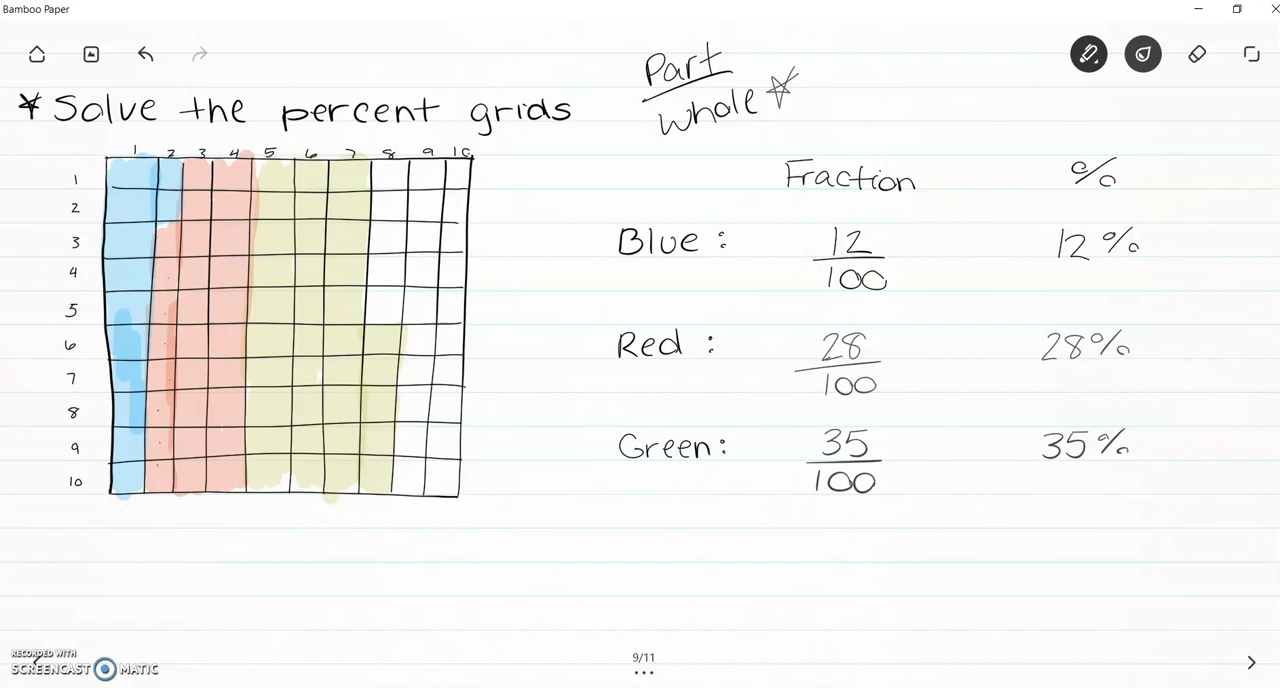 Bamboo Paper
Part
whole
* Solve the percent grids
1 2 3 4 5 6 7 8 9 10
1
2
3
4
5
6
7
8
9
10
Fraction %
Blue: 12/100 12%
Red: 28/100 28%
Green: 35/100 35%
RECORDED WITH
SCREENCAST MATIC
9/11